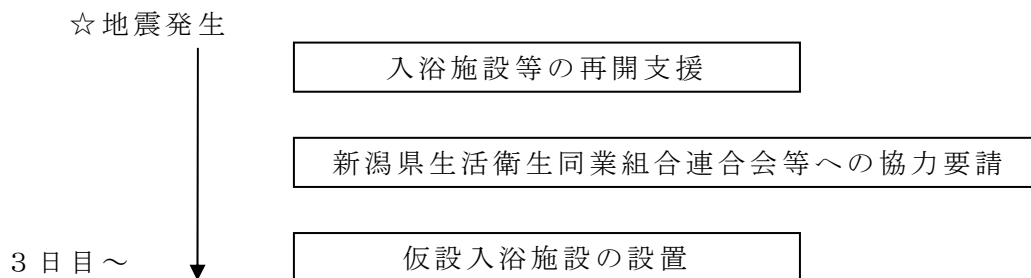 ☆地震発生
入浴施設等の再開支援
新潟県生活衛生同業組合連合会等への協力要請
3日目～
仮設入浴施設の設置